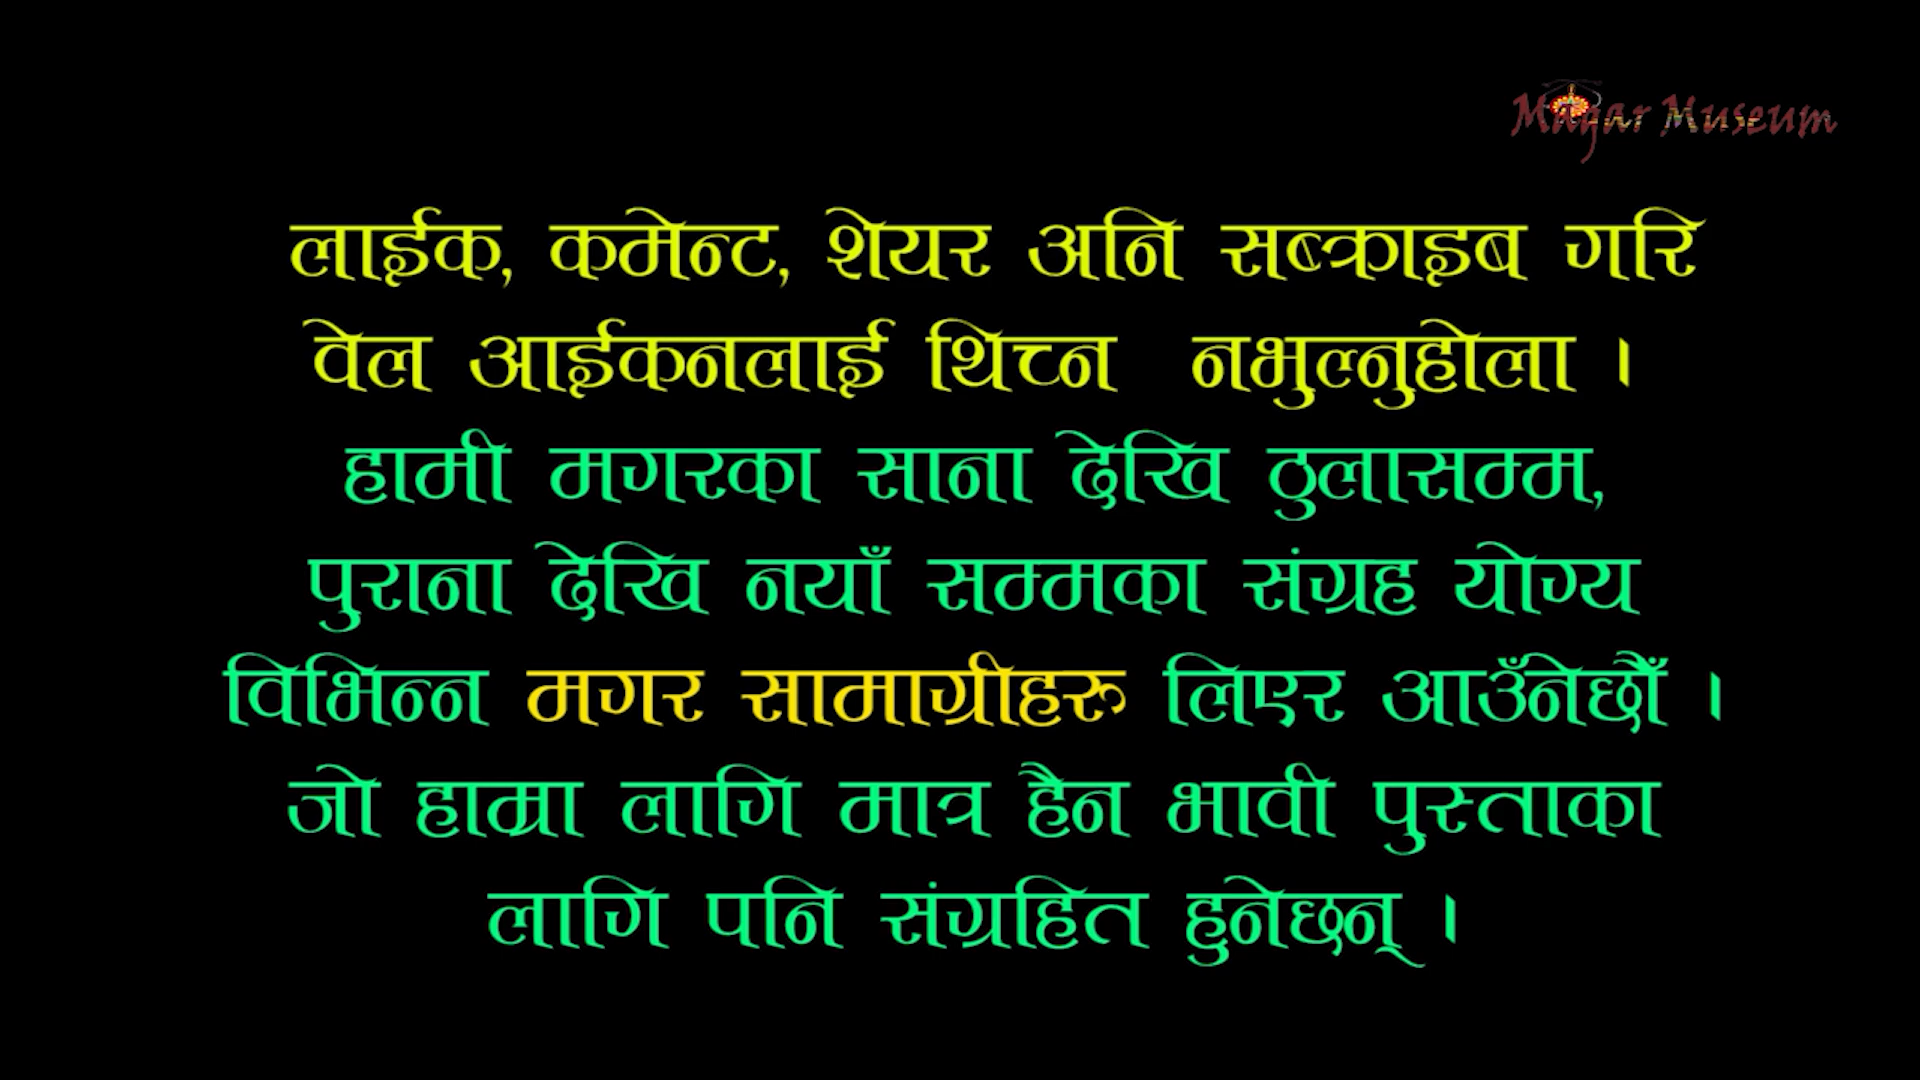 Magar Museum
लाईक, कमेन्ट, शेयर अनि सब्क्राइब गरि
वेल आईकनलाई थिच्न नभुल्नुहोला ।
हामी मगरका साना देखि ठुलासम्म,
पुराना देखि नयाँ सम्मका संग्रह योग्य
विभिन्न मगर सामाग्रीहरु लिएर आउँनेछौँ ।
जो हाम्रा लागि मात्र हैन भावी पुस्ताका
लागि पनि संग्रहित हुनेछन् ।